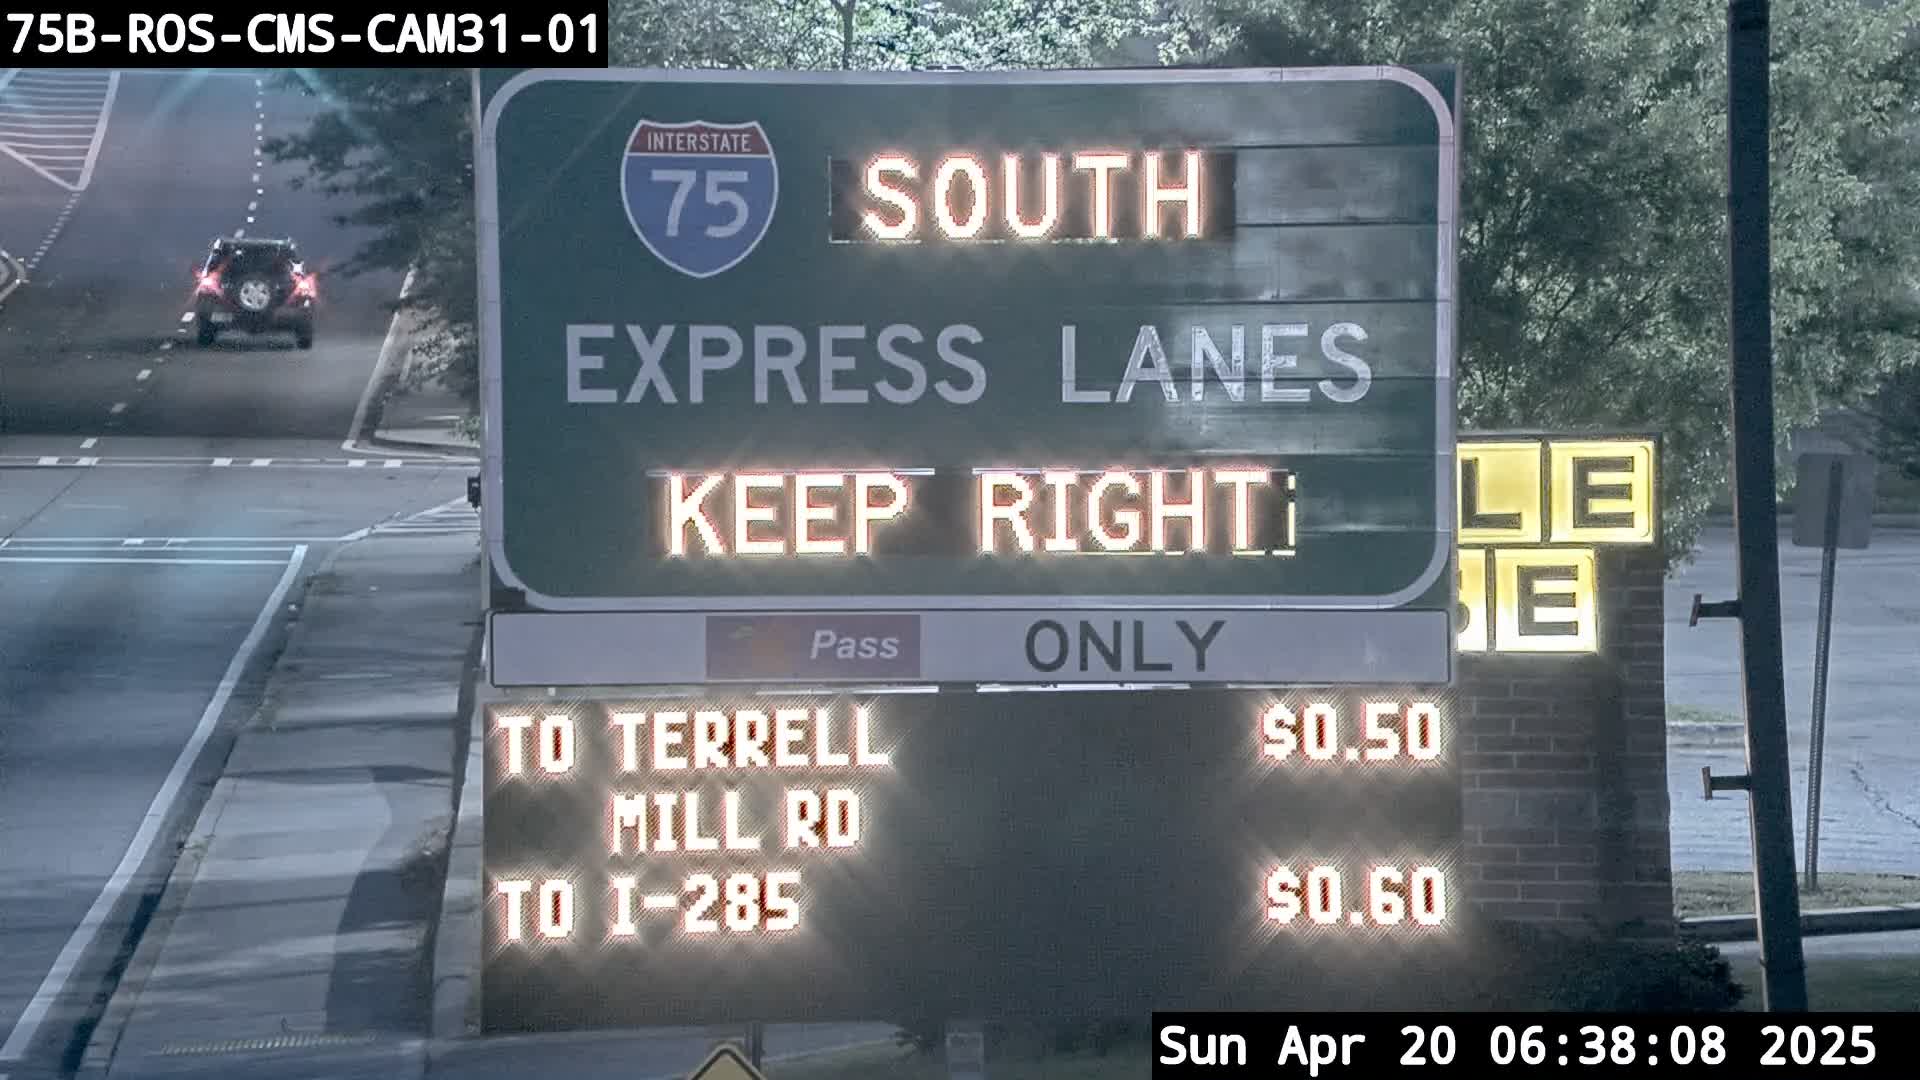 75B-ROS-CMS-CAM31-01
INTERSTATE
75
SOUTH
EXPRESS LANES
KEEP RIGHT
Pass ONLY
TO TERRELL $0.50
MILL RD
TO I-285 $0.60
LE
E
Sun Apr 20 06:38:08 2025